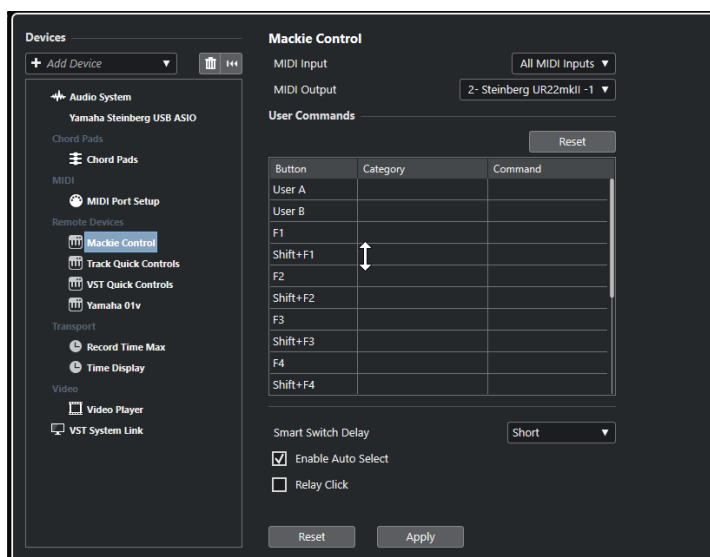 Devices
+ Add Device
Audio System
Yamaha Steinberg USB ASIO
Chord Pads
Chord Pads
MIDI
MIDI Port Setup
Remote Devices
Mackie Control
Track Quick Controls
VST Quick Controls
Yamaha 01v
Transport
Record Time Max
Time Display
Video
Video Player
VST System Link
Mackie Control
MIDI Input All MIDI Inputs
MIDI Output 2- Steinberg UR22mkII -1
User Commands
Reset
Button Category Command
User A
User B
F1
Shift+F1
F2
Shift+F2
F3
Shift+F3
F4
Shift+F4
Smart Switch Delay Short
Enable Auto Select
Relay Click
Reset Apply